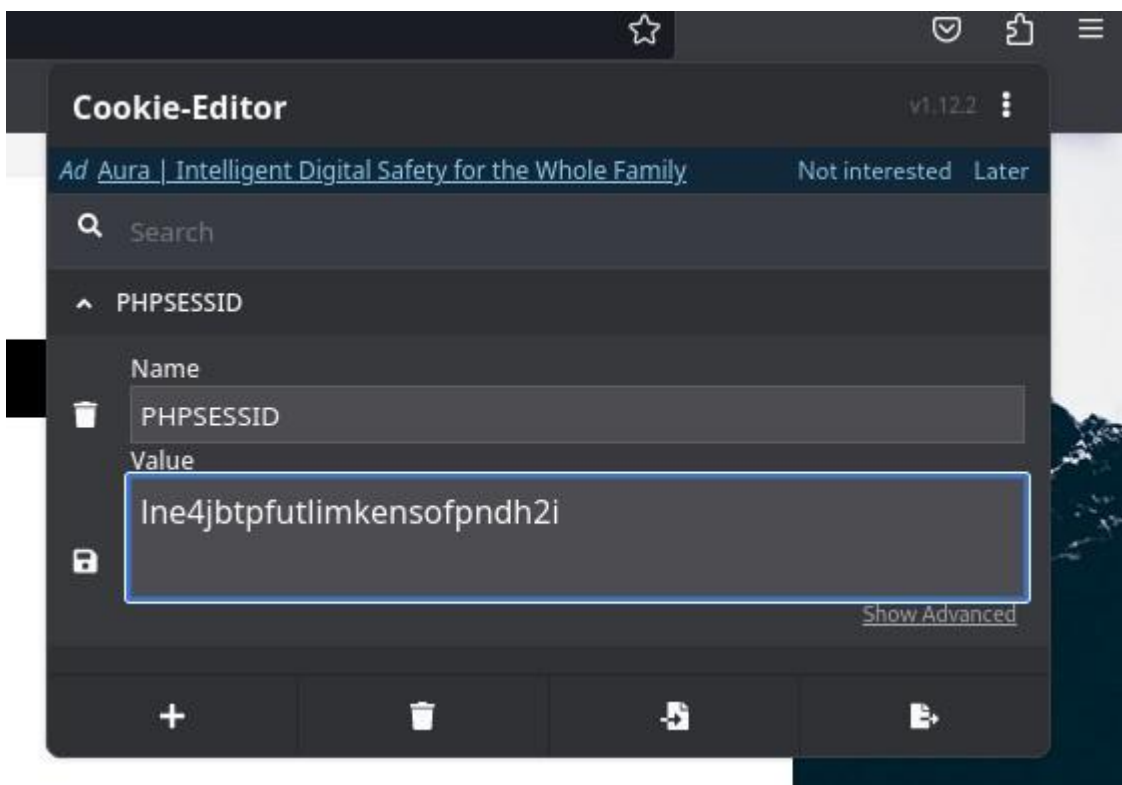 Cookie-Editor v1.12.2
Ad Aura | Intelligent Digital Safety for the Whole Family Not interested Later
Search
PHPSESSID
Name
PHPSESSID
Value
lne4jbtpfutlimkensofpndh2i
Show Advanced